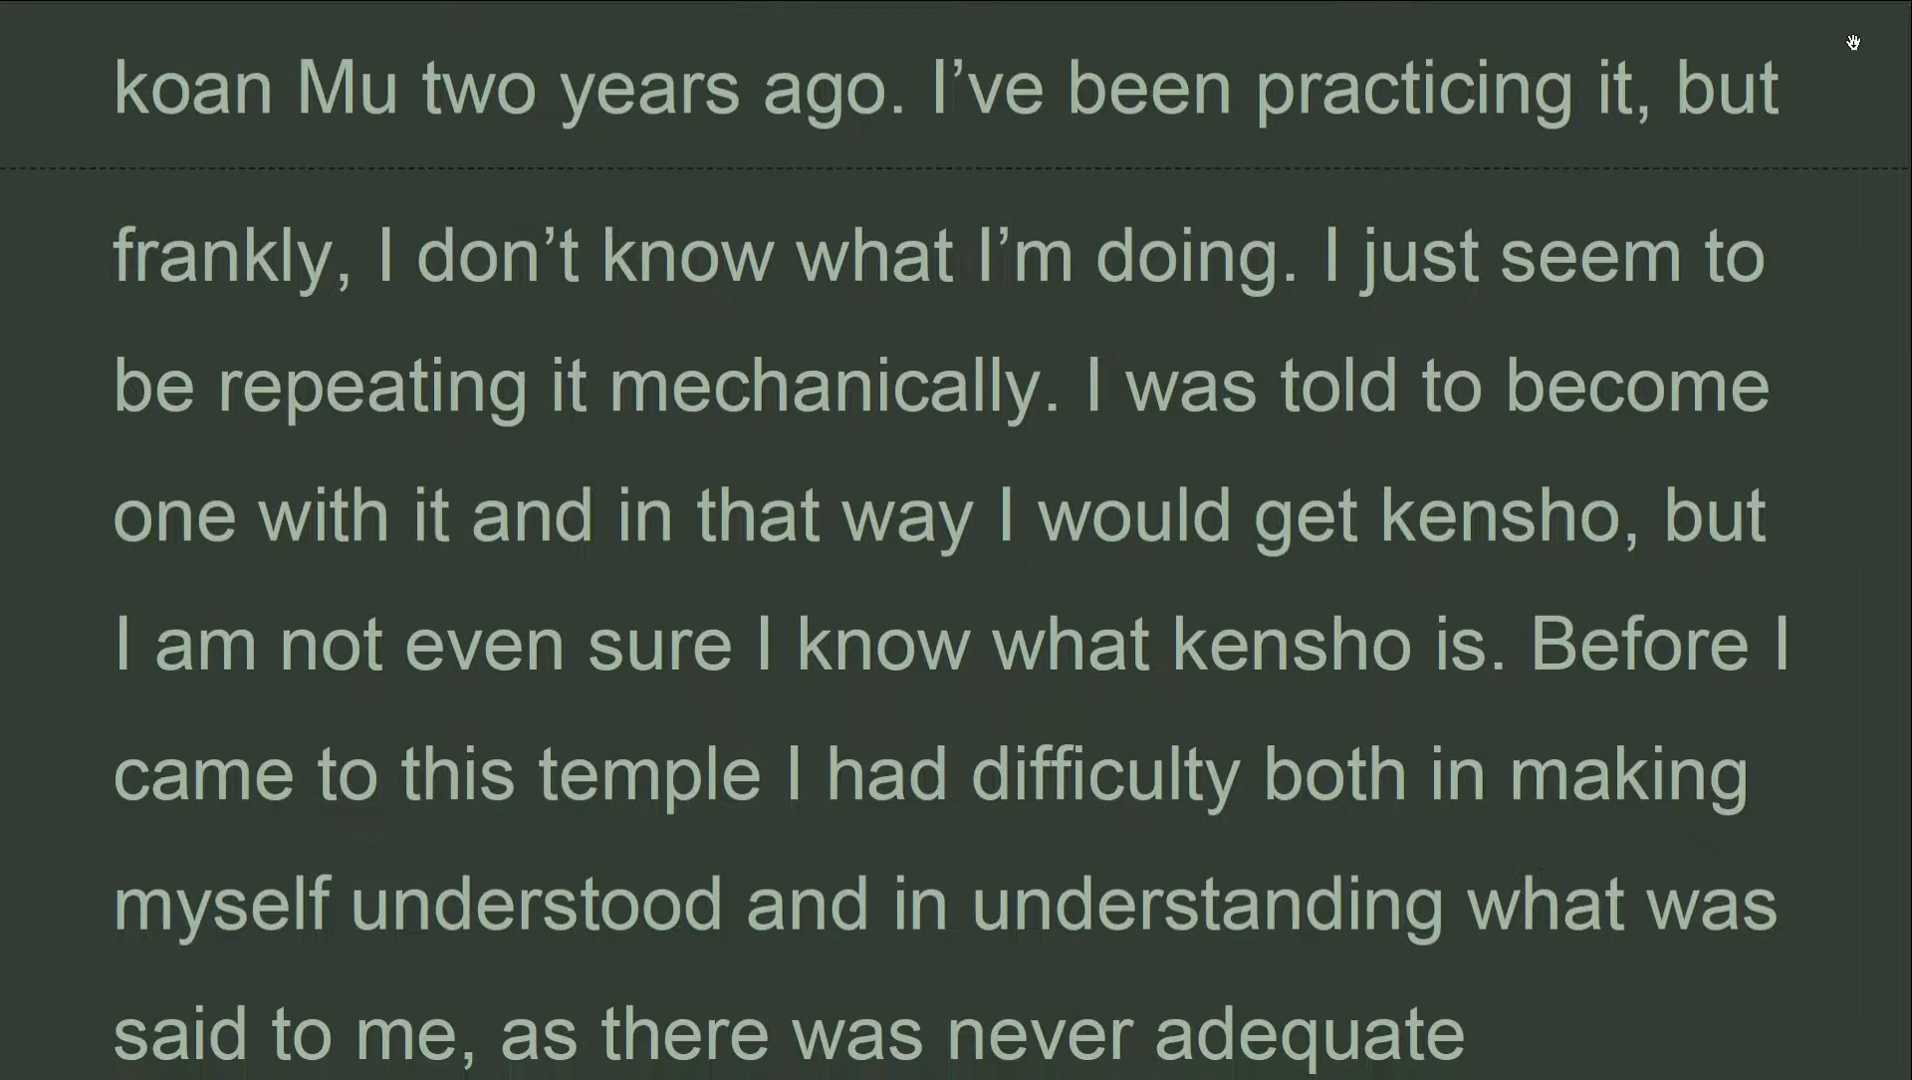 koan Mu two years ago. I’ve been practicing it, but
frankly, I don’t know what I’m doing. I just seem to
be repeating it mechanically. I was told to become
one with it and in that way I would get kensho, but
I am not even sure I know what kensho is. Before I
came to this temple I had difficulty both in making
myself understood and in understanding what was
said to me, as there was never adequate